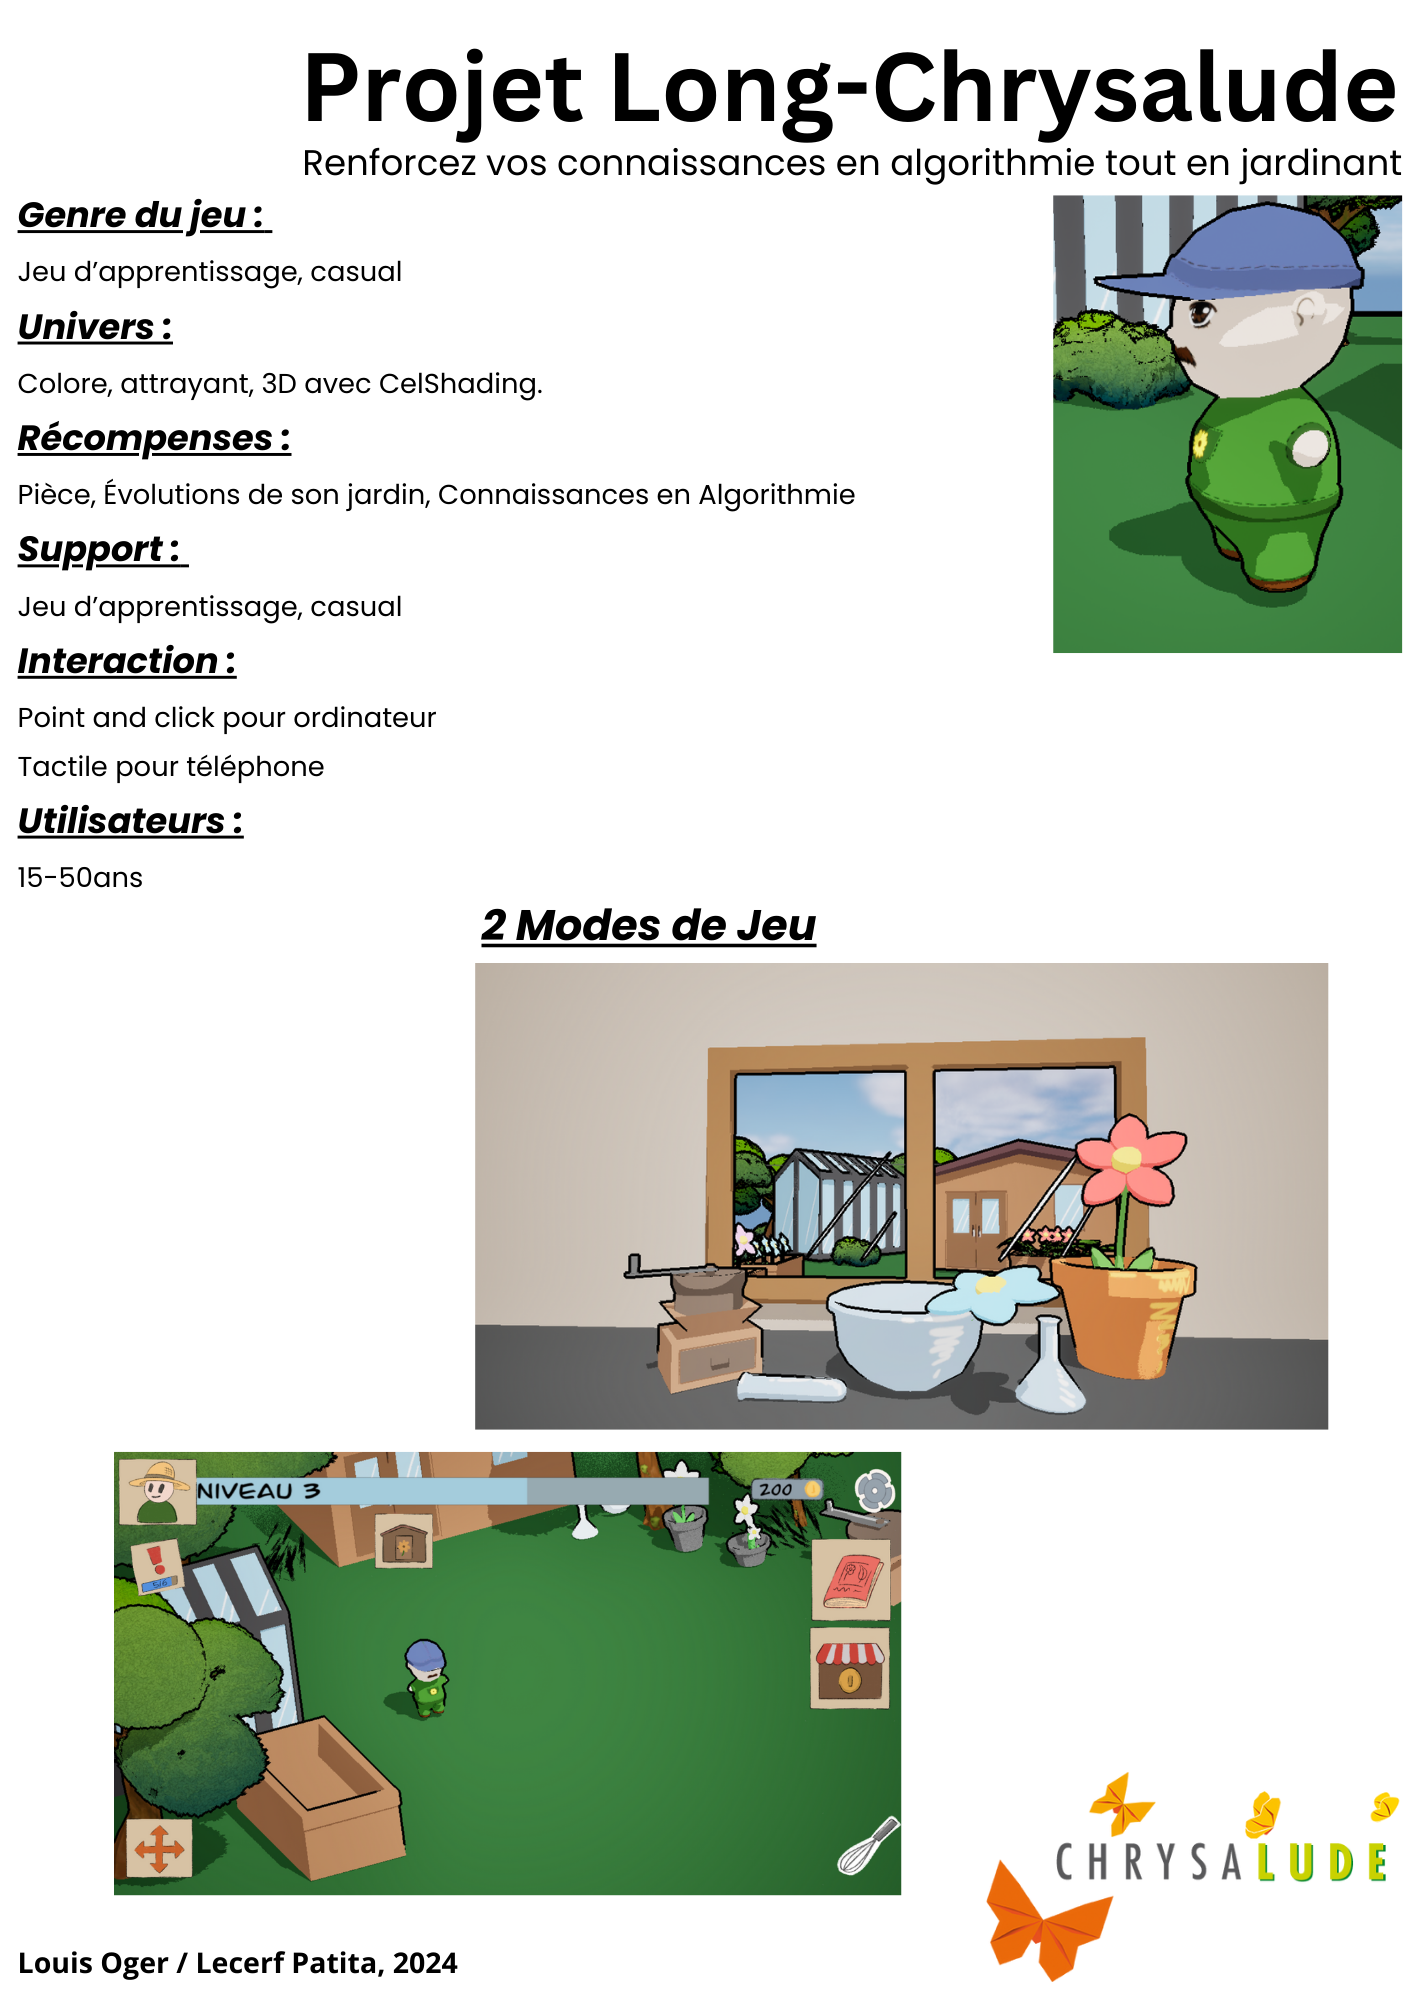 Projet Long-Chrysalude
Renforcez vos connaissances en algorithmie tout en jardinant
Genre du jeu :
Jeu d’apprentissage, casual
Univers :
Colore, attrayant, 3D avec CelShading.
Récompenses :
Pièce, Évolutions de son jardin, Connaissances en Algorithmie
Support :
Jeu d’apprentissage, casual
Interaction :
Point and click pour ordinateur
Tactile pour téléphone
Utilisateurs :
15-50ans
2 Modes de Jeu
NIVEAU 3
200
5/6
CHRYSALUDE
Louis Oger / Lecerf Patita, 2024